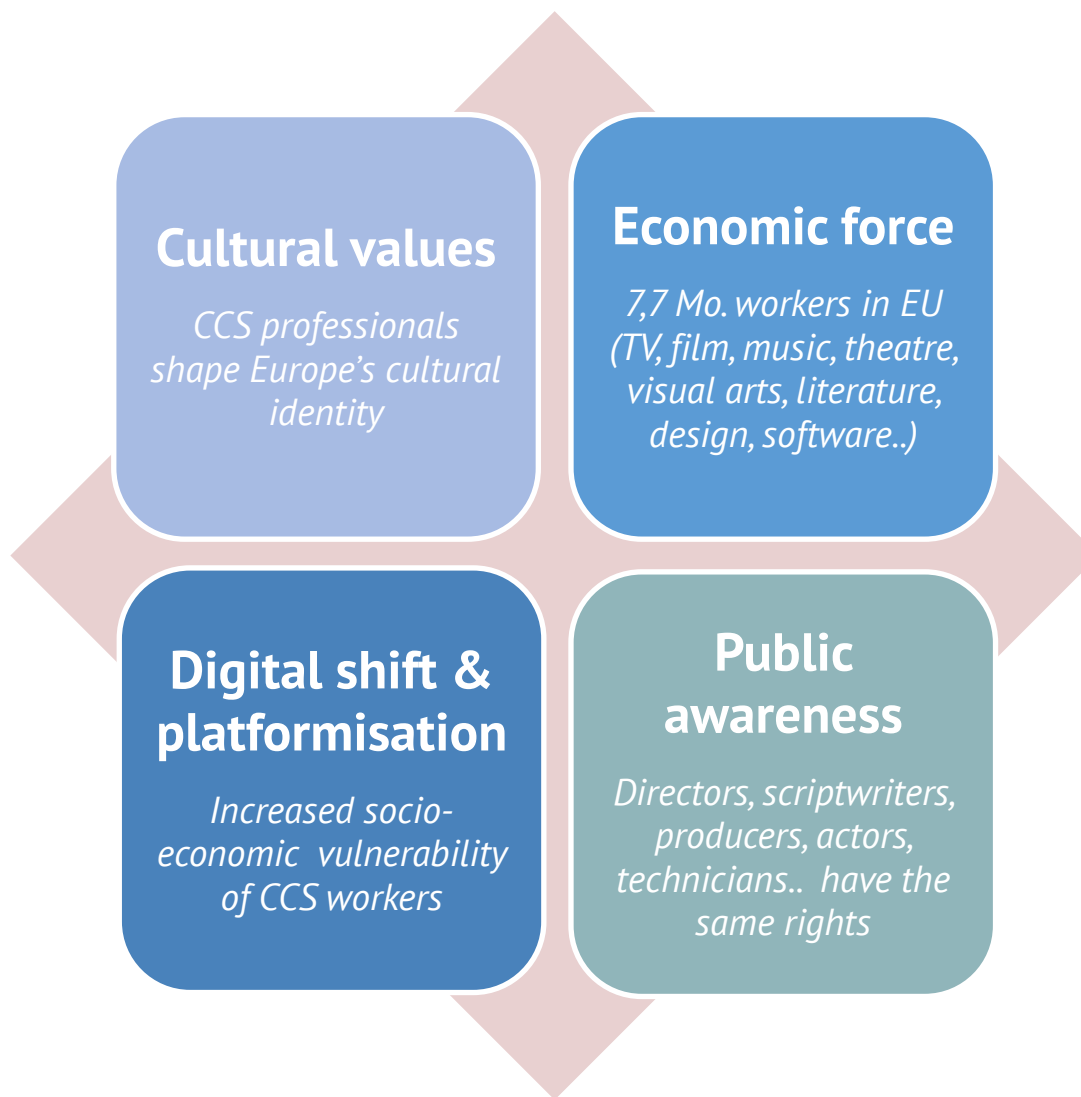 Cultural values
CCS professionals
shape Europe’s cultural
identity
Economic force
7,7 Mo. workers in EU
(TV, film, music, theatre,
visual arts, literature,
design, software..)
Digital shift &
platformisation
Increased socio-
economic  vulnerability
of CCS workers
Public
awareness
Directors, scriptwriters,
producers, actors,
technicians..  have the
same rights